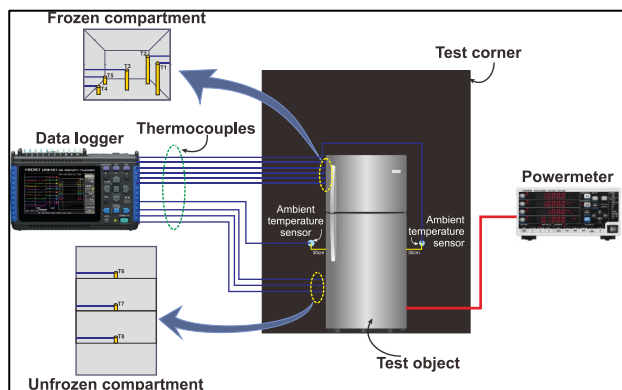 Frozen compartment
T2
T1
T3
T5
T4
Test corner
Data logger
Thermocouples
HIOKI
Powermeter
Ambient
temperature
sensor
Ambient
temperature
sensor
30cm
30cm
T6
T7
T8
Test object
Unfrozen compartment